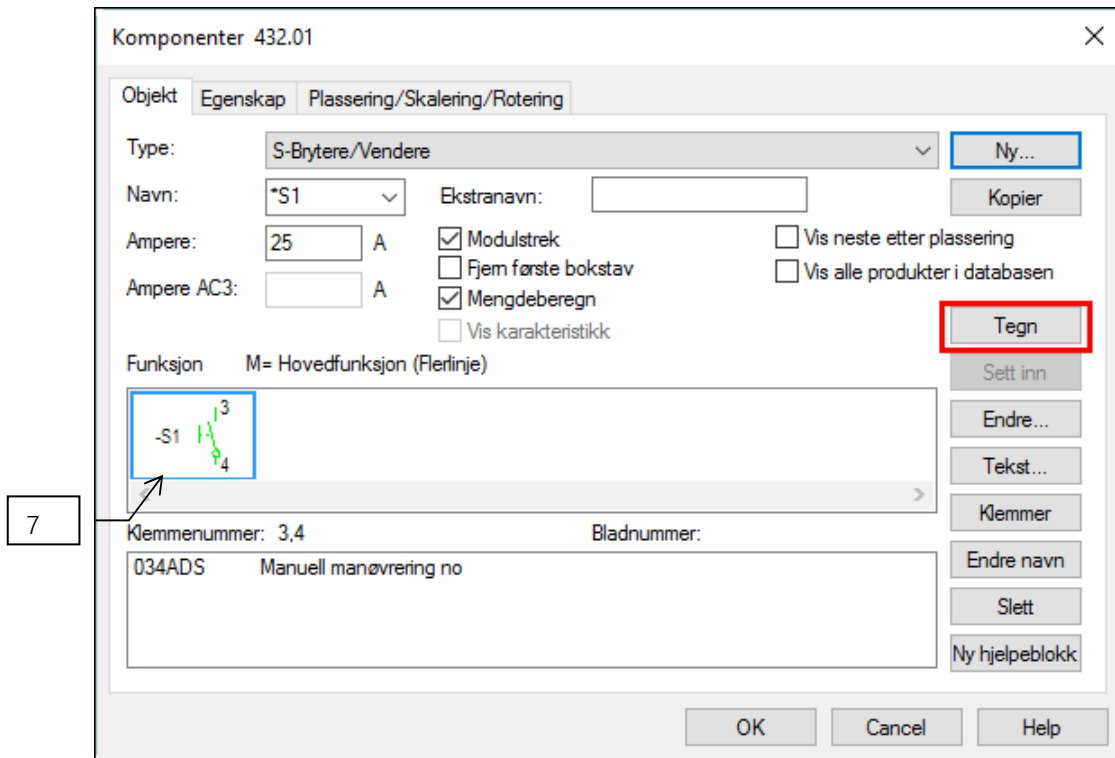 Komponenter 432.01
Objekt Egenskap Plassering/Skalering/Rotering
Type: S-Brytere/Vendere Ny...
Navn: *S1 Ekstranavn: Kopier
Ampere: 25 A Modulstrek Vis neste etter plassering
Fjern første bokstav Vis alle produkter i databasen
Ampere AC3: A Mengdeberegn
Vis karakteristikk Tegn
Funksjon M= Hovedfunksjon (Flerlinje) Sett inn
3
-S1
4
Endre...
Tekst...
7
Klemmer
Klemmenummer: 3,4 Bladnummer:
034ADS Manuell manøvrering no Endre navn
Slett
Ny hjelpeblokk
OK Cancel Help